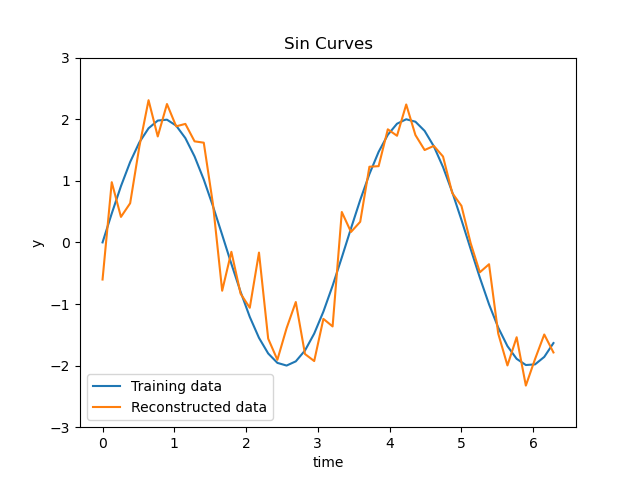 Sin Curves
3
2
1
0
−1
−2
−3
y
0 1 2 3 4 5 6
time
Training data
Reconstructed data